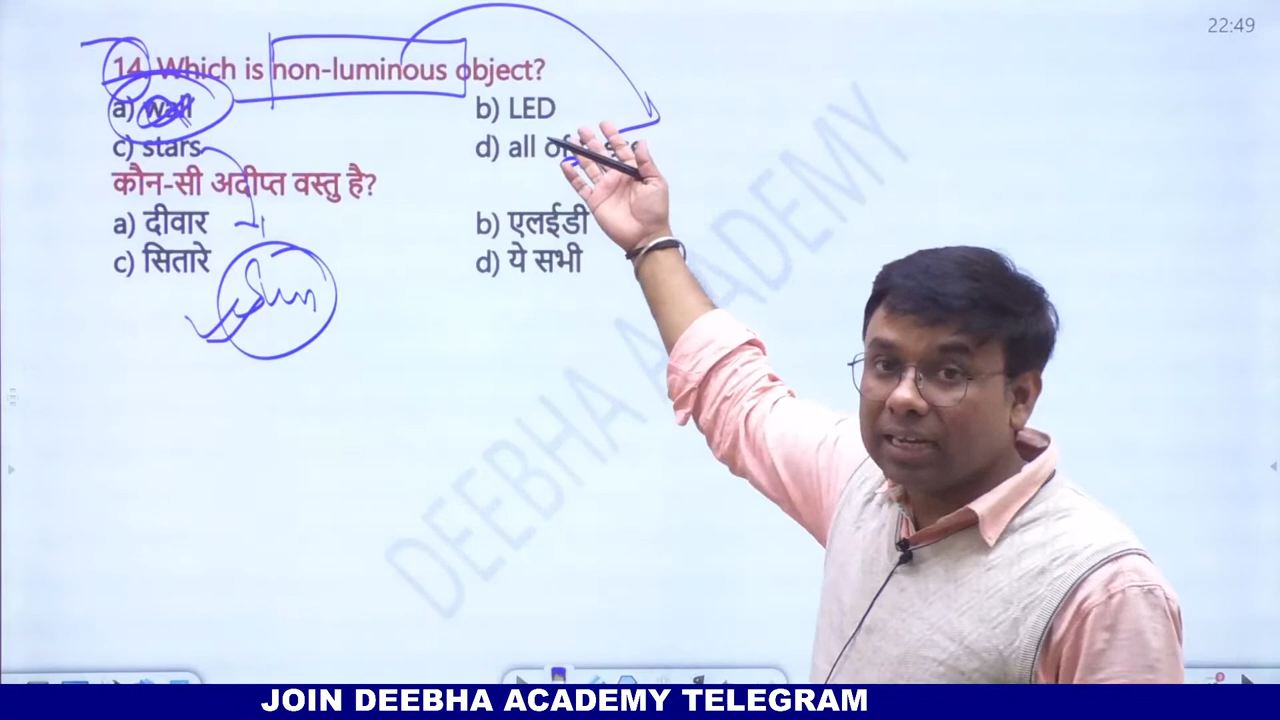 22:49
14. Which is non-luminous object?
a) wall b) LED
c) stars d) all of
कौन-सी अदीप्त वस्तु है?
a) दीवार b) एलईडी
c) सितारे d) ये सभी
Sun
DEEBHA ACADEMY
JOIN DEEBHA ACADEMY TELEGRAM